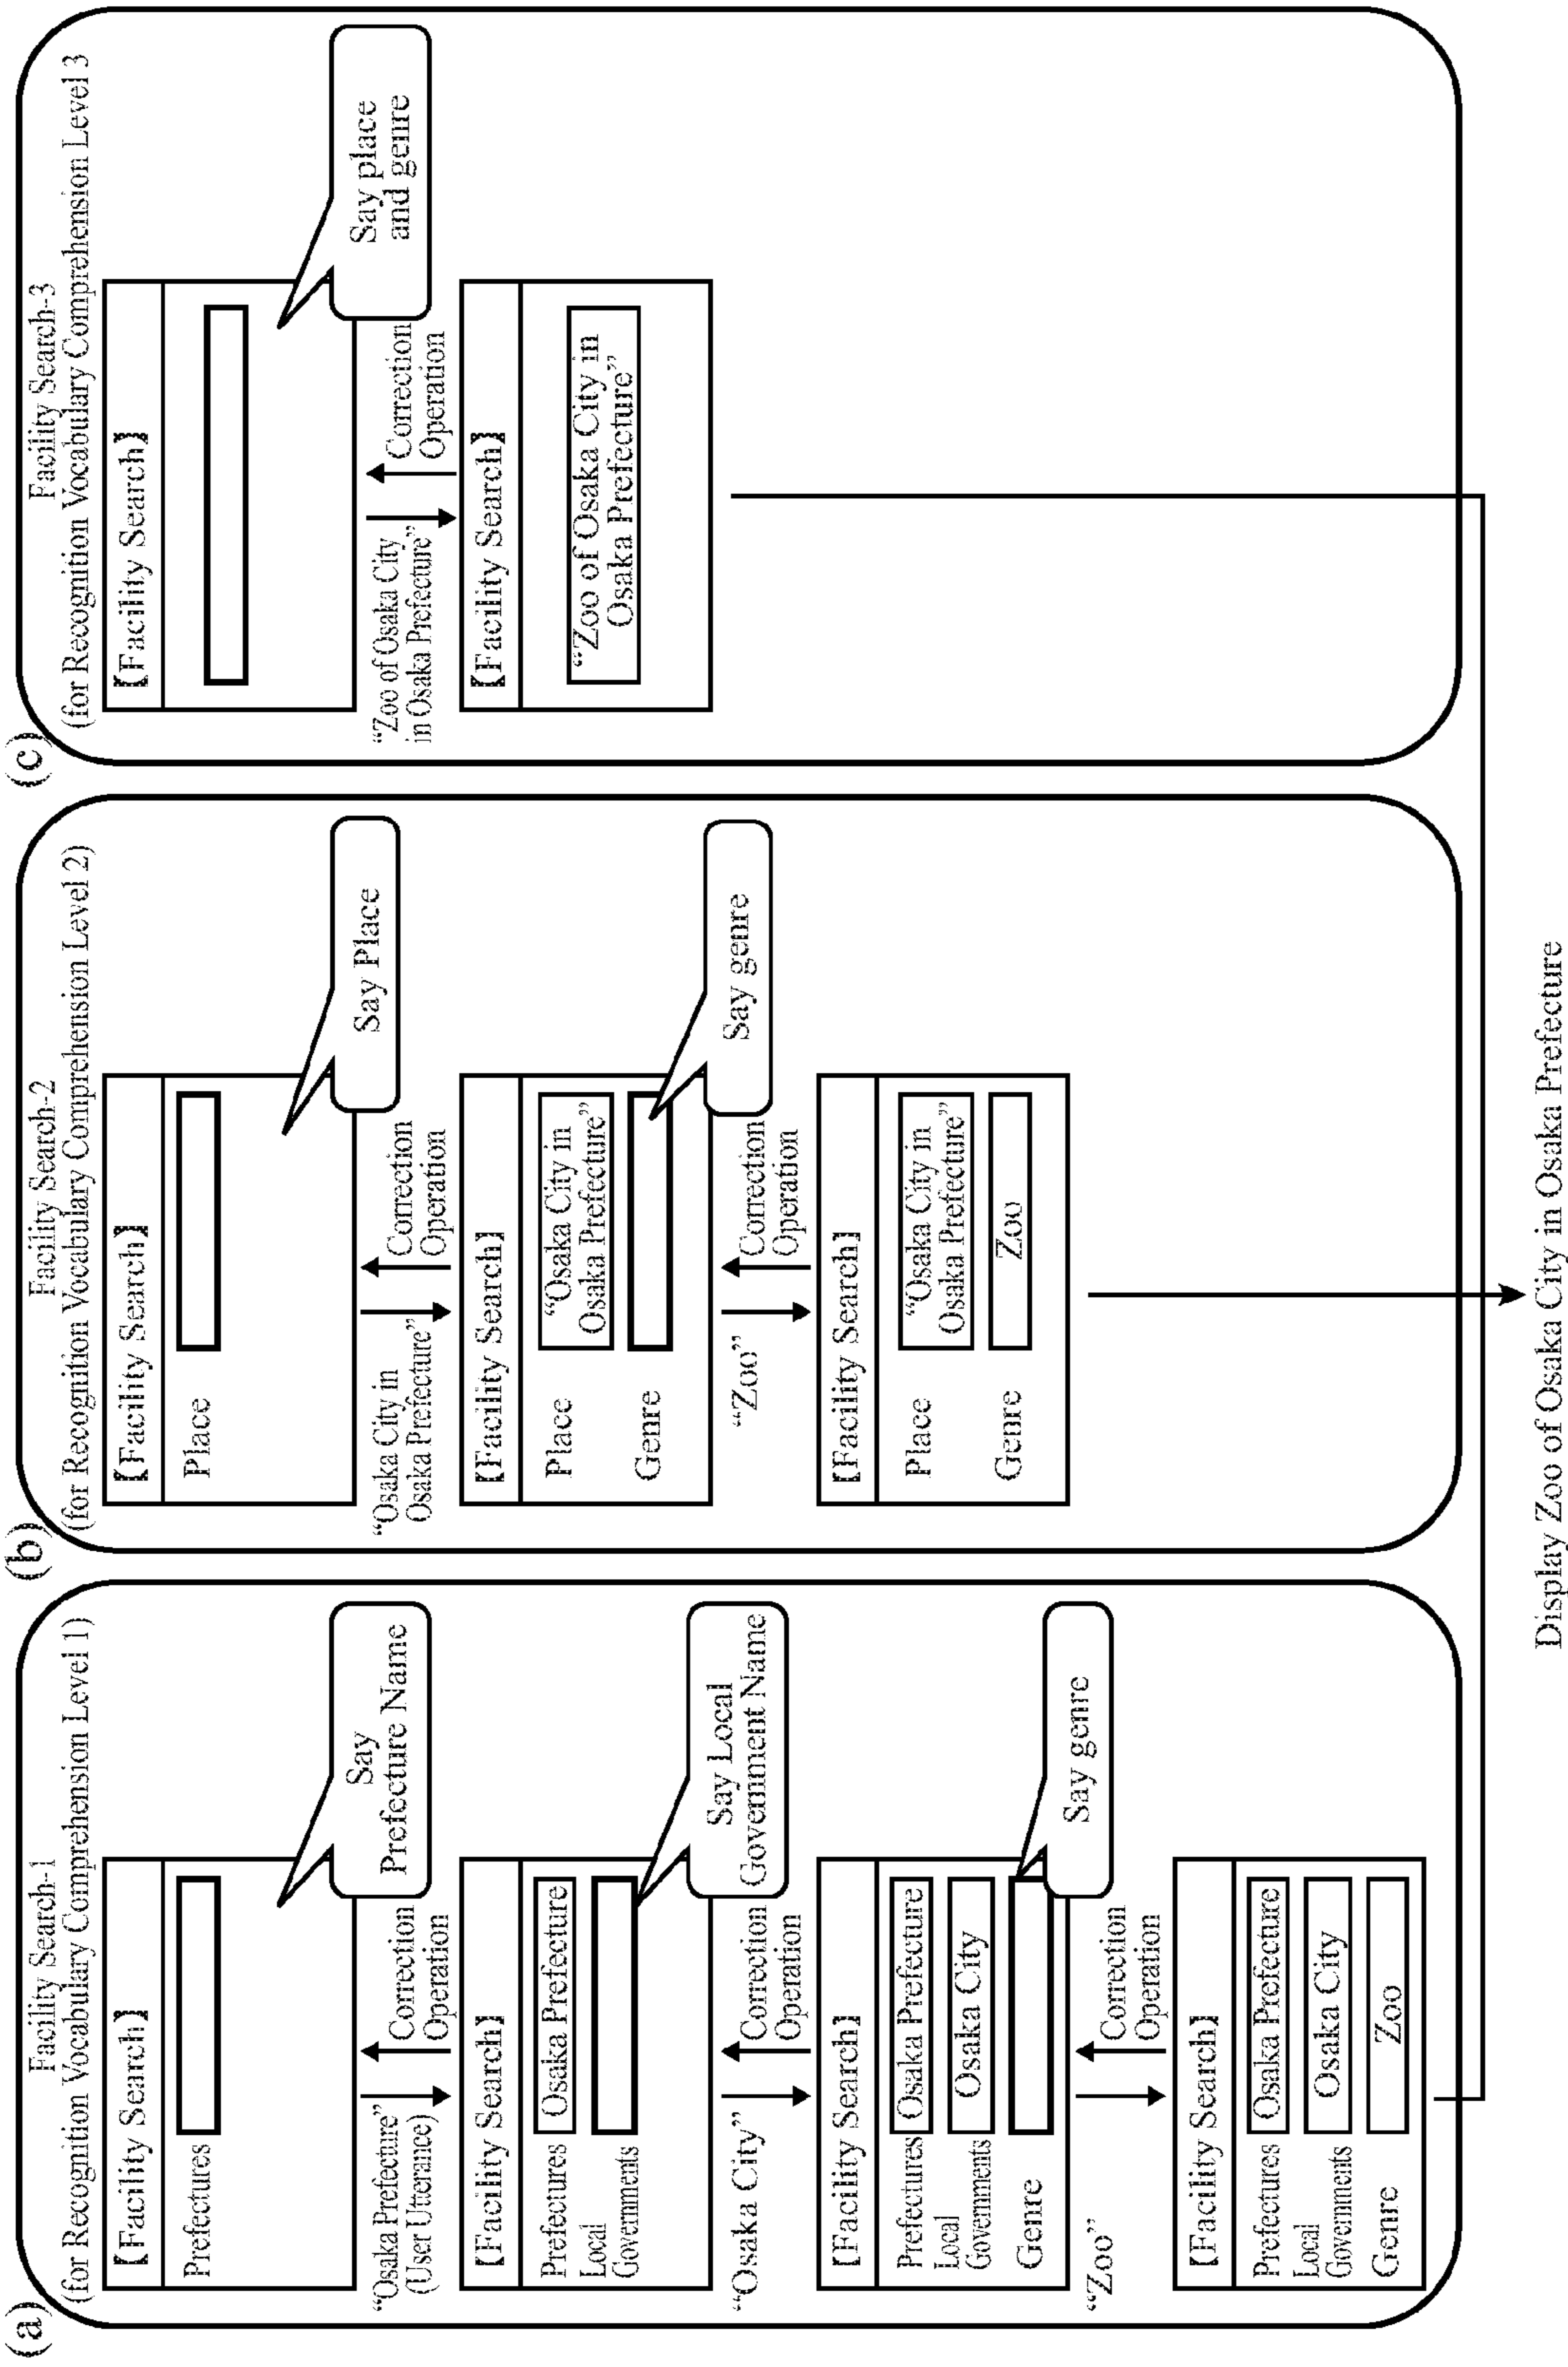 (a)
Facility Search-1
(for Recognition Vocabulary Comprehension Level 1)
【Facility Search】
Prefectures
Say
Prefecture Name
“Osaka Prefecture”
(User Utterance)
Correction
Operation
【Facility Search】
Prefectures
Osaka Prefecture
Local
Governments
Say Local
Government Name
“Osaka City”
Correction
Operation
【Facility Search】
Prefectures
Osaka Prefecture
Local
Governments
Osaka City
Genre
Say genre
“Zoo”
Correction
Operation
【Facility Search】
Prefectures
Osaka Prefecture
Local
Governments
Osaka City
Genre
Zoo
(b)
Facility Search-2
(for Recognition Vocabulary Comprehension Level 2)
【Facility Search】
Place
Say Place
“Osaka City in
Osaka Prefecture”
Correction
Operation
【Facility Search】
Place
“Osaka City in
Osaka Prefecture”
Genre
Say genre
“Zoo”
Correction
Operation
【Facility Search】
Place
“Osaka City in
Osaka Prefecture”
Genre
Zoo
(c)
Facility Search-3
(for Recognition Vocabulary Comprehension Level 3
【Facility Search】
Say place
and genre
“Zoo of Osaka City
in Osaka Prefecture”
Correction
Operation
【Facility Search】
“Zoo of Osaka City in
Osaka Prefecture”
Display Zoo of Osaka City in Osaka Prefecture